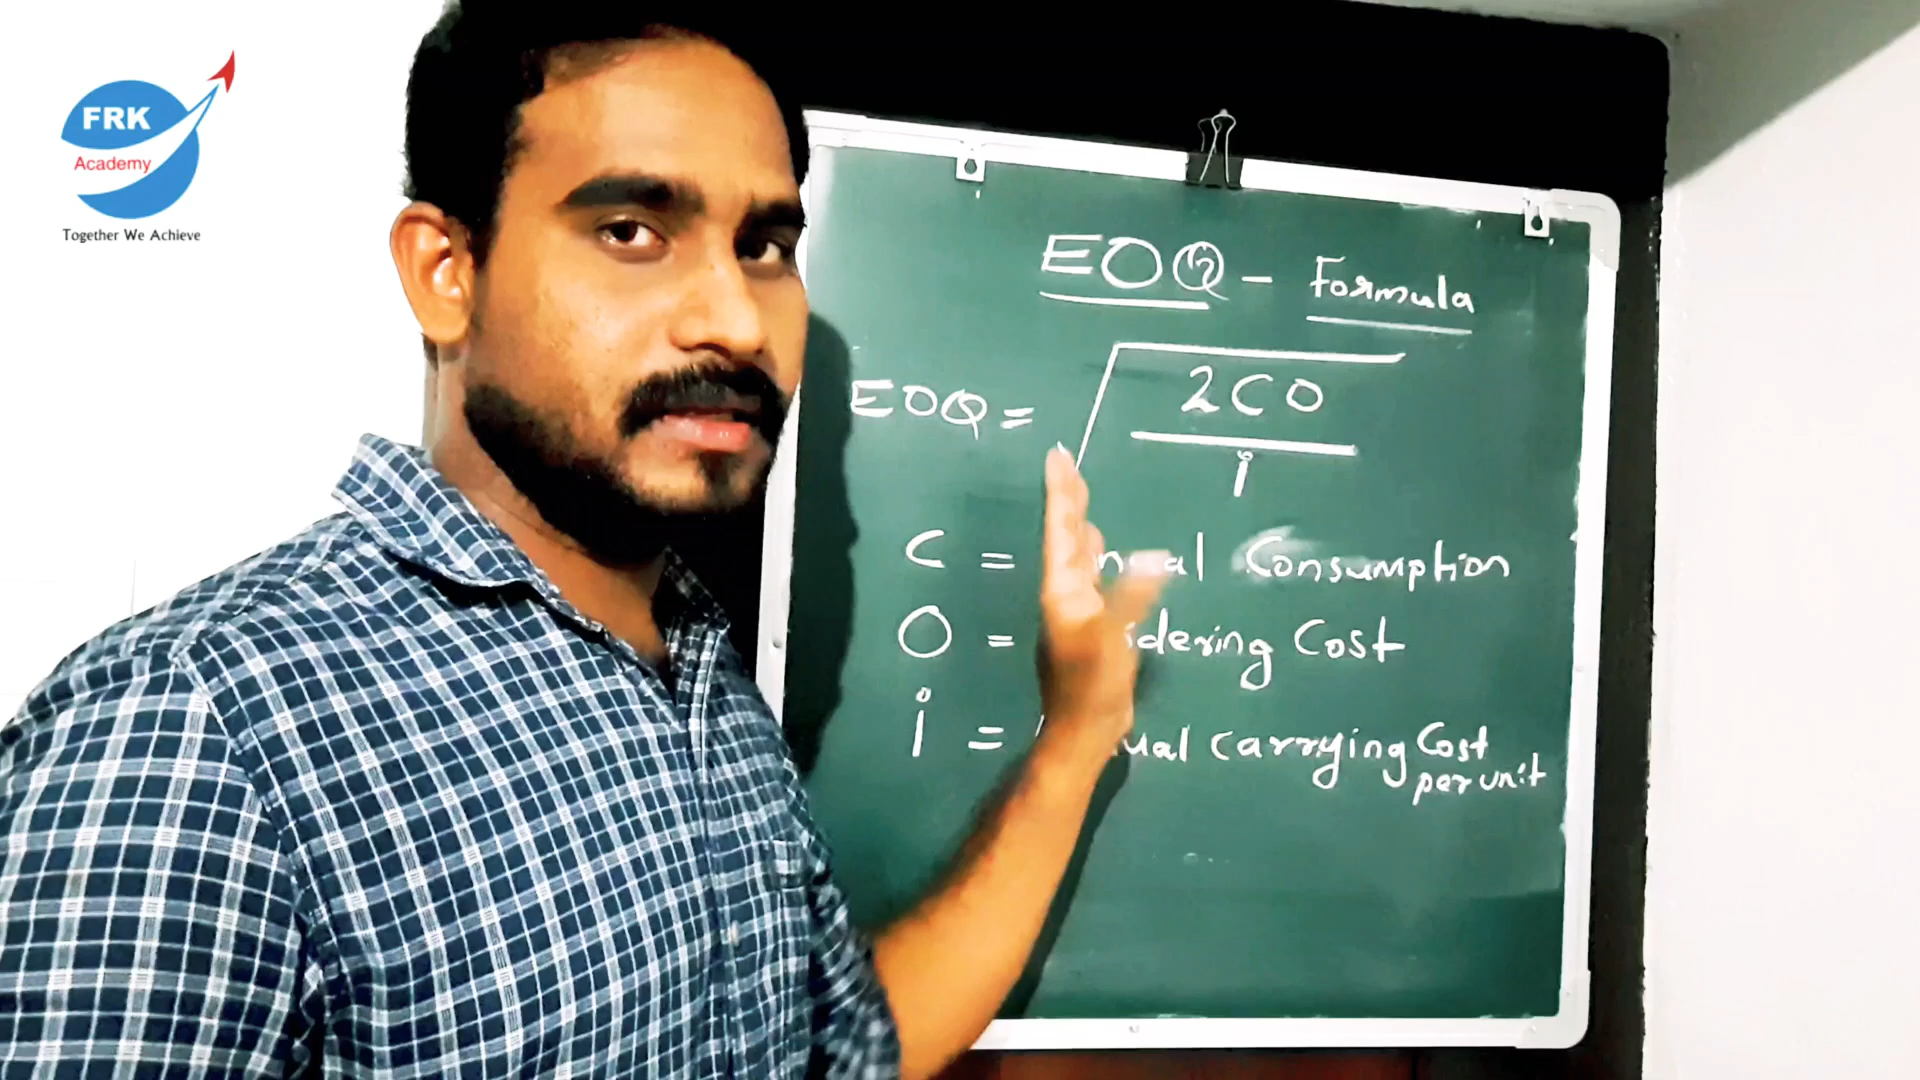 FRK
Academy
Together We Achieve
EOQ - Formula
EOQ = √
2CO
i
C = Consumption
O = Cost
i = carrying Cost
per unit